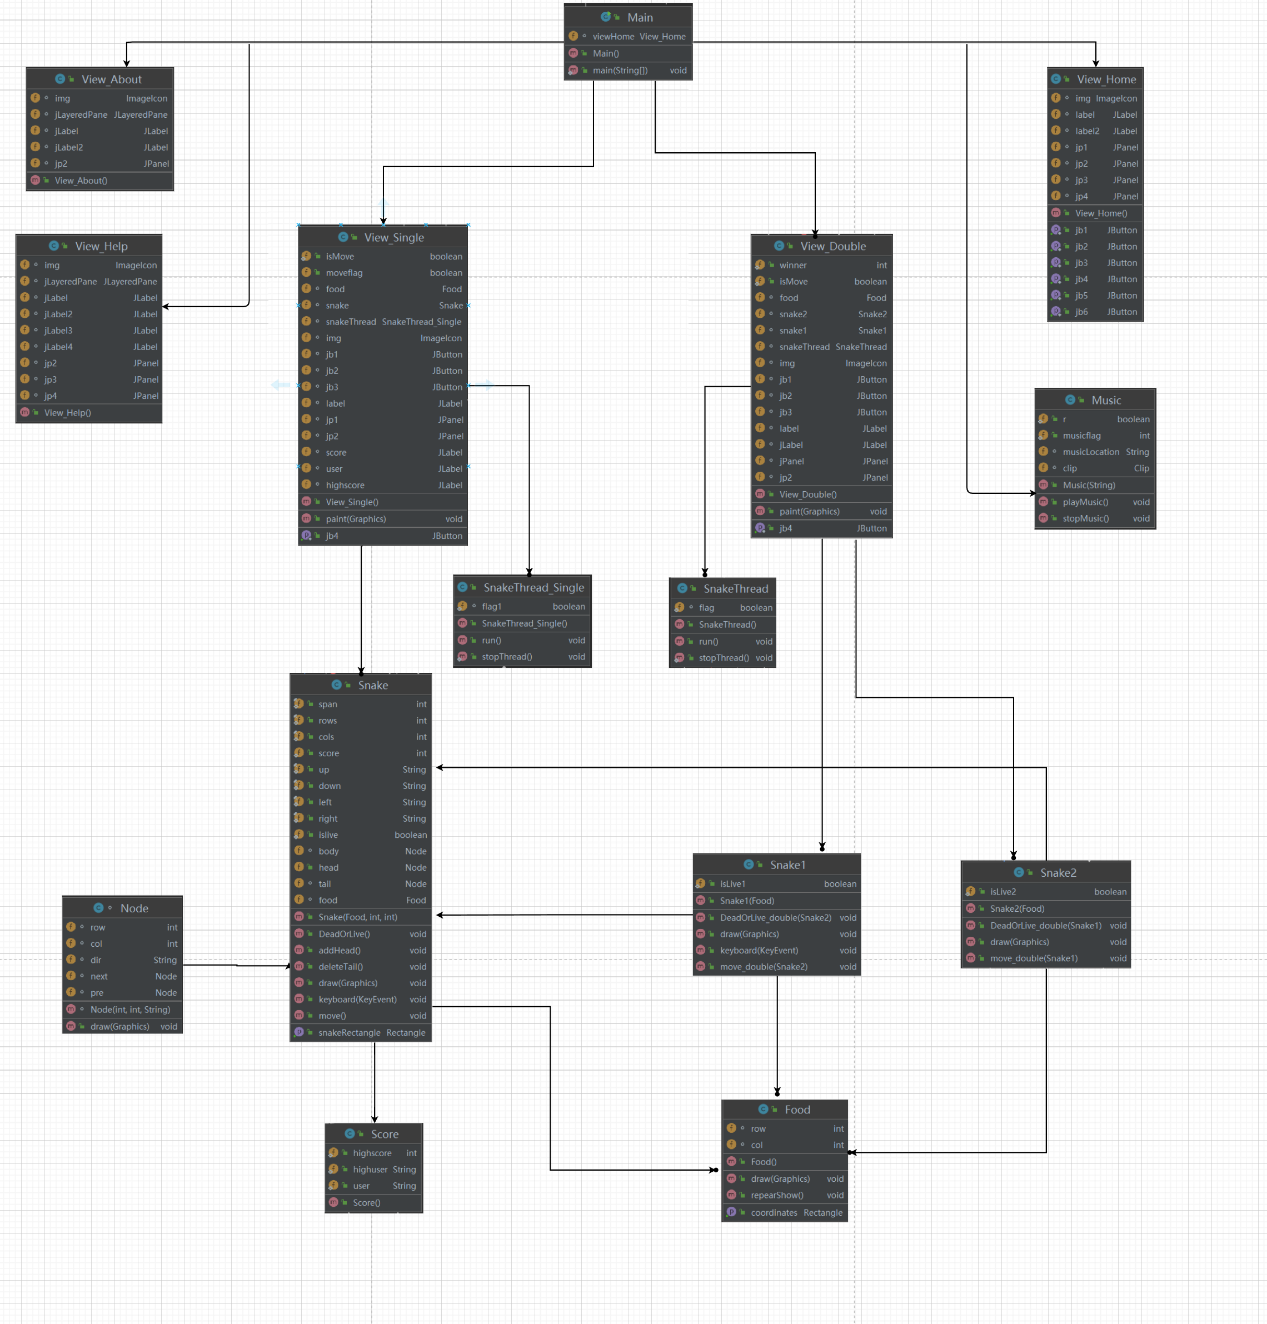 Main
viewHome View_Home
Main()
main(String[]) void
View_About
img ImageIcon
jLayeredPane JLayeredPane
jLabel JLabel
jLabel2 JLabel
jp2 JPanel
View_About()
View_Home
img ImageIcon
label JLabel
label2 JLabel
jp1 JPanel
jp2 JPanel
jp3 JPanel
jp4 JPanel
View_Home()
jb1 JButton
jb2 JButton
jb3 JButton
jb4 JButton
jb5 JButton
jb6 JButton
View_Help
img ImageIcon
jLayeredPane JLayeredPane
jLabel JLabel
jLabel2 JLabel
jLabel3 JLabel
jLabel4 JLabel
jp2 JPanel
jp3 JPanel
jp4 JPanel
View_Help()
View_Single
isMove boolean
moveflag boolean
food Food
snake Snake
snakeThread SnakeThread_Single
img ImageIcon
jb1 JButton
jb2 JButton
jb3 JButton
label JLabel
jp1 JPanel
jp2 JPanel
score JLabel
user JLabel
highscore JLabel
View_Single()
paint(Graphics) void
jb4 JButton
View_Double
winner int
isMove boolean
food Food
snake2 Snake2
snake1 Snake1
snakeThread SnakeThread
img ImageIcon
jb1 JButton
jb2 JButton
jb3 JButton
label JLabel
jLabel JLabel
jPanel JPanel
jp2 JPanel
View_Double()
paint(Graphics) void
jb4 JButton
Music
r boolean
musicflag int
musicLocation String
clip Clip
Music(String)
playMusic() void
stopMusic() void
SnakeThread_Single
flag1 boolean
SnakeThread_Single()
run() void
stopThread() void
SnakeThread
flag boolean
SnakeThread()
run() void
stopThread() void
Snake
span int
rows int
cols int
score int
up String
down String
left String
right String
islive boolean
body Node
head Node
tail Node
food Food
Snake(Food, int, int)
DeadOrLive() void
addHead() void
deleteTail() void
draw(Graphics) void
keyboard(KeyEvent) void
move() void
snakeRectangle Rectangle
Snake1
isLive1 boolean
Snake1(Food)
DeadOrLive_double(Snake2) void
draw(Graphics) void
keyboard(KeyEvent) void
move_double(Snake2) void
Snake2
isLive2 boolean
Snake2(Food)
DeadOrLive_double(Snake1) void
draw(Graphics) void
move_double(Snake1) void
Node
row int
col int
dir String
next Node
pre Node
Node(int, int, String)
draw(Graphics) void
Score
highscore int
highuser String
user String
Score()
Food
row int
col int
Food()
draw(Graphics) void
repearShow() void
coordinates Rectangle